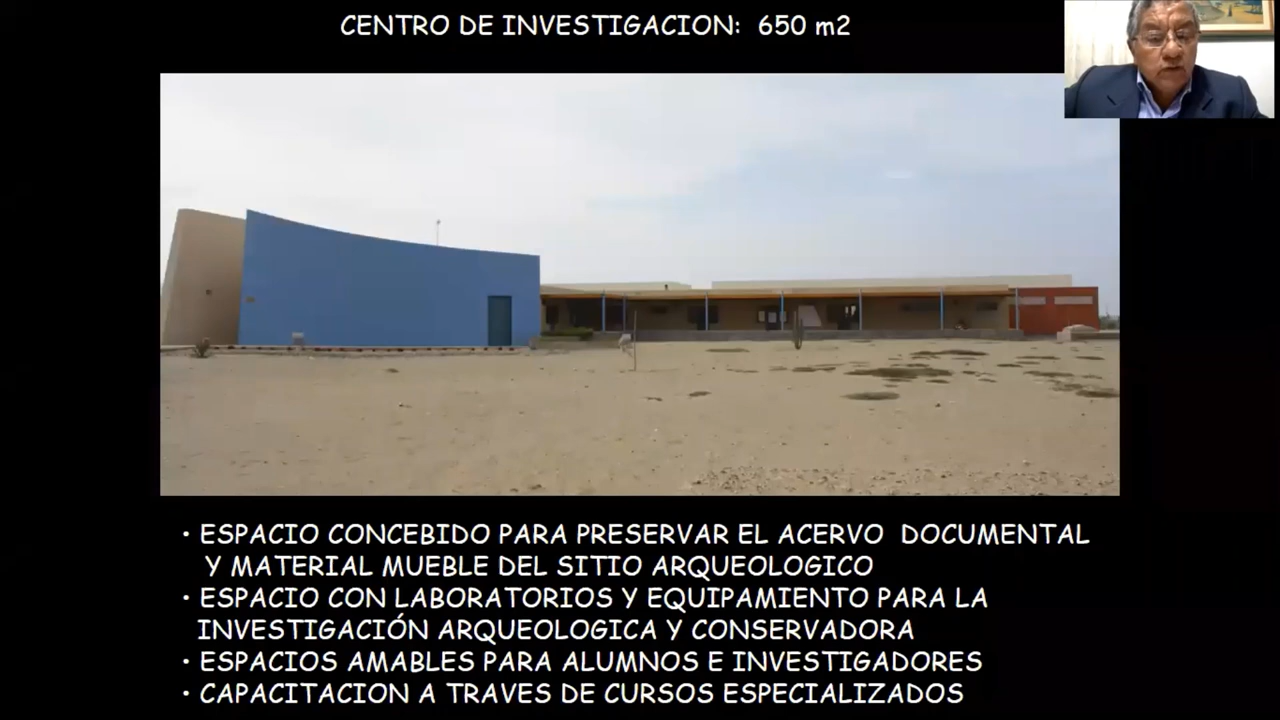 CENTRO DE INVESTIGACION: 650 m2
• ESPACIO CONCEBIDO PARA PRESERVAR EL ACERVO DOCUMENTAL
Y MATERIAL MUEBLE DEL SITIO ARQUEOLOGICO
• ESPACIO CON LABORATORIOS Y EQUIPAMIENTO PARA LA
INVESTIGACIÓN ARQUEOLOGICA Y CONSERVADORA
• ESPACIOS AMABLES PARA ALUMNOS E INVESTIGADORES
• CAPACITACION A TRAVES DE CURSOS ESPECIALIZADOS